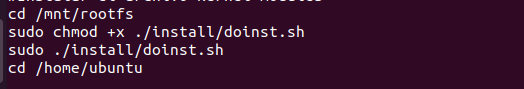 cd /mnt/rootfs
sudo chmod +x ./install/doinst.sh
sudo ./install/doinst.sh
cd /home/ubuntu